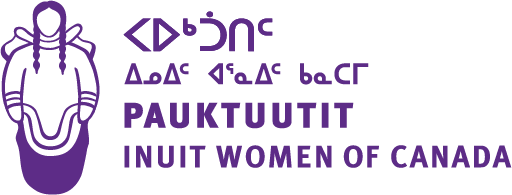 ᐸᐅᒃᑑᑎᑦ
ᐃᓄᐃᑦ ᐊᕐᓇᐃᑦ ᑲᓇᑕᒥ
PAUKTUUTIT
INUIT WOMEN OF CANADA